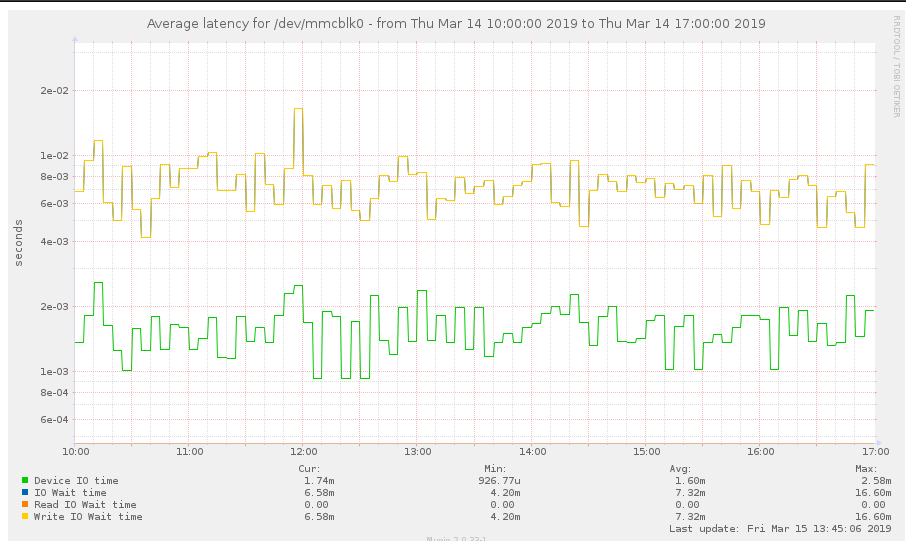 Average latency for /dev/mmcblk0 - from Thu Mar 14 10:00:00 2019 to Thu Mar 14 17:00:00 2019
RRDTOOL / TOBI OETIKER
seconds
2e-02
1e-02
8e-03
6e-03
4e-03
2e-03
1e-03
8e-04
6e-04
10:00 11:00 12:00 13:00 14:00 15:00 16:00 17:00
Cur: Min: Avg: Max:
Device IO time 1.74m 926.77u 1.60m 2.58m
IO Wait time 6.58m 4.20m 7.32m 16.60m
Read IO Wait time 0.00 0.00 0.00 0.00
Write IO Wait time 6.58m 4.20m 7.32m 16.60m
Last update: Fri Mar 15 13:45:06 2019